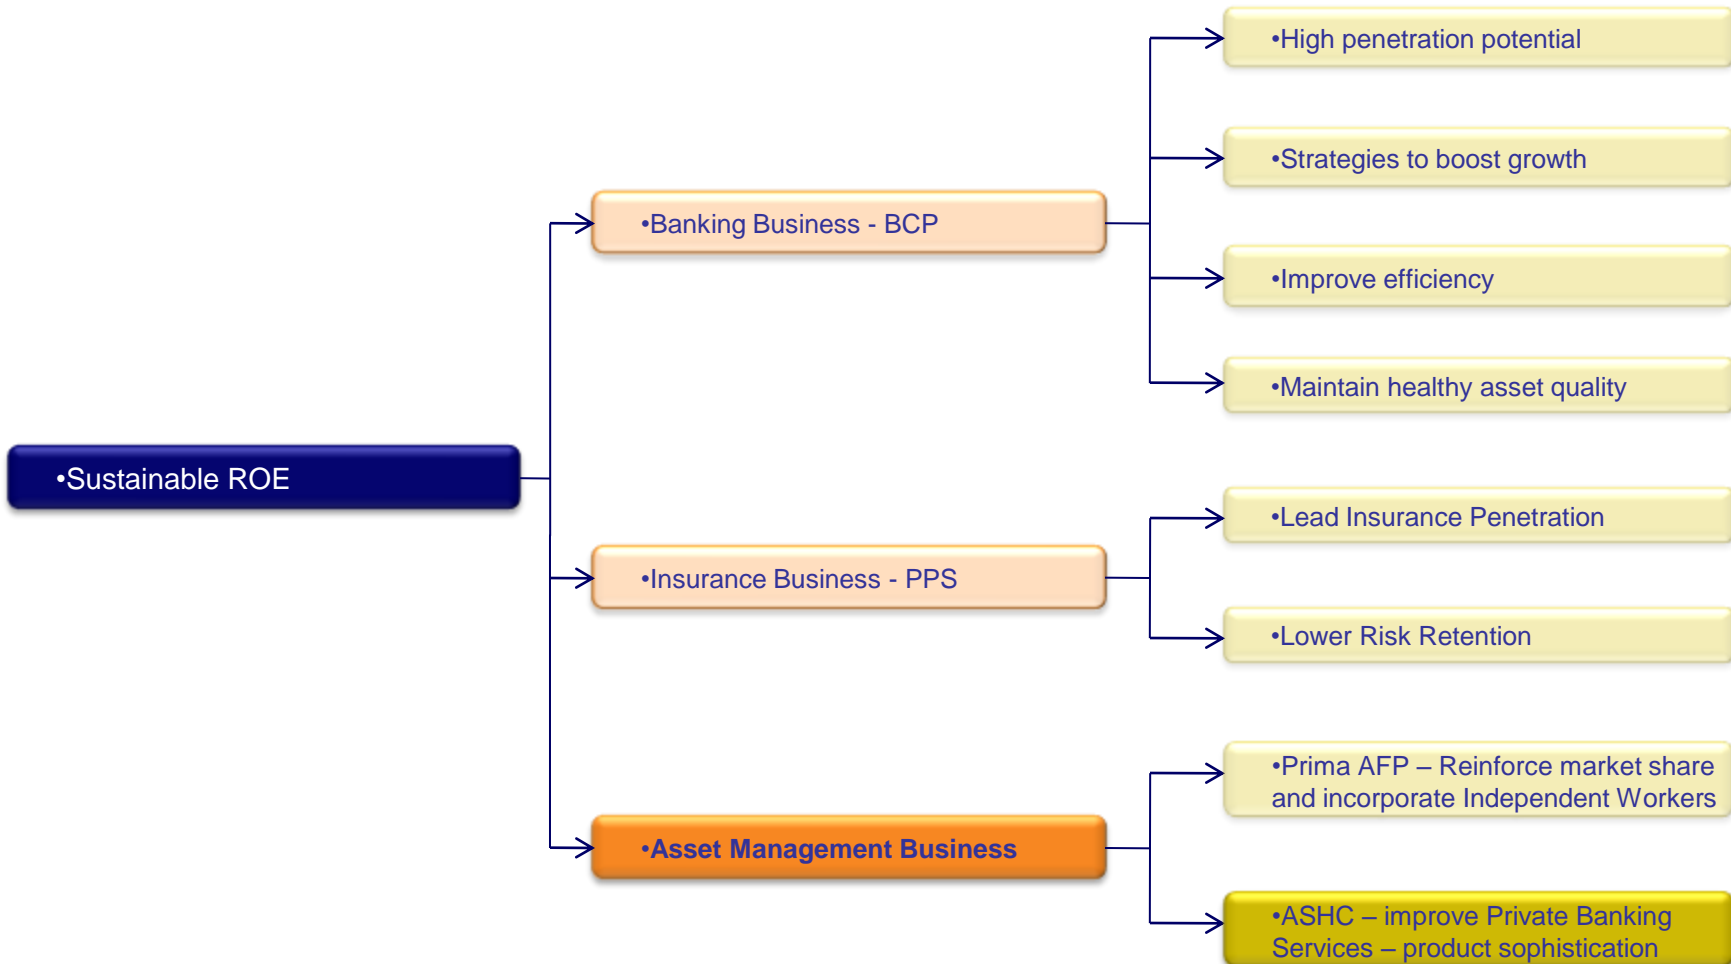 •Sustainable ROE
•Banking Business - BCP
•High penetration potential
•Strategies to boost growth
•Improve efficiency
•Maintain healthy asset quality
•Insurance Business - PPS
•Lead Insurance Penetration
•Lower Risk Retention
•Asset Management Business
•Prima AFP – Reinforce market share
and incorporate Independent Workers
•ASHC – improve Private Banking
Services – product sophistication